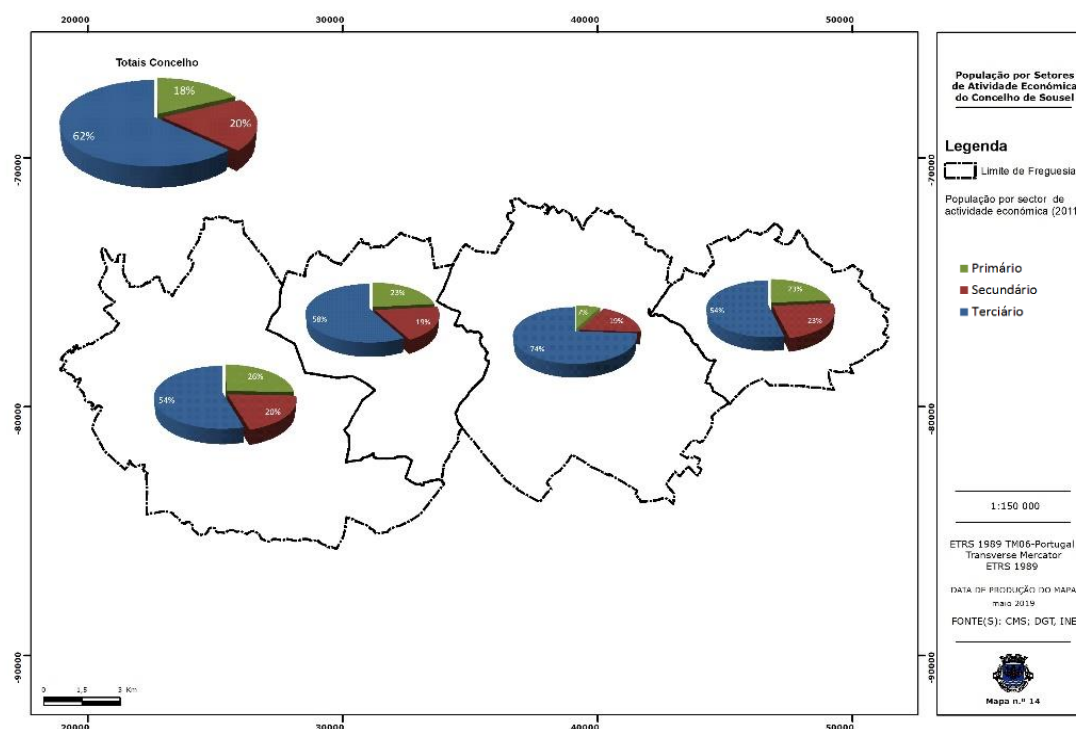 20000 30000 40000 50000
Totais Concelho
18%
20%
62%
-70000
-70000
23%
58%
19%
7%
19%
74%
23%
54%
23%
26%
54%
20%
-80000
-80000
-90000
-90000
0 1,5 3 Km
20000 30000 40000 50000
População por Setores
de Atividade Económica
do Concelho de Sousel
Legenda
Limite de Freguesia
População por sector de
actividade económica (2011
Primário
Secundário
Terciário
1:150 000
ETRS 1989 TM06-Portugal
Transverse Mercator
ETRS 1989
DATA DE PRODUÇÃO DO MAPA
maio 2019
FONTE(S): CMS; DGT, INE
Mapa n.º 14